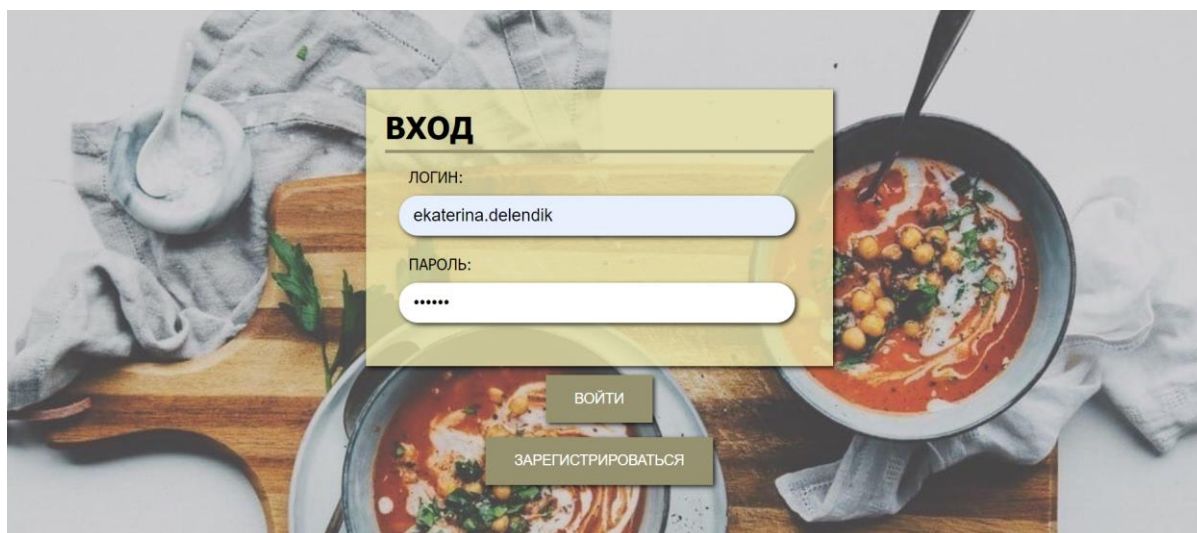 ВХОД
ЛОГИН:
ekaterina.delendik
ПАРОЛЬ:
••••••
ВОЙТИ
ЗАРЕГИСТРИРОВАТЬСЯ